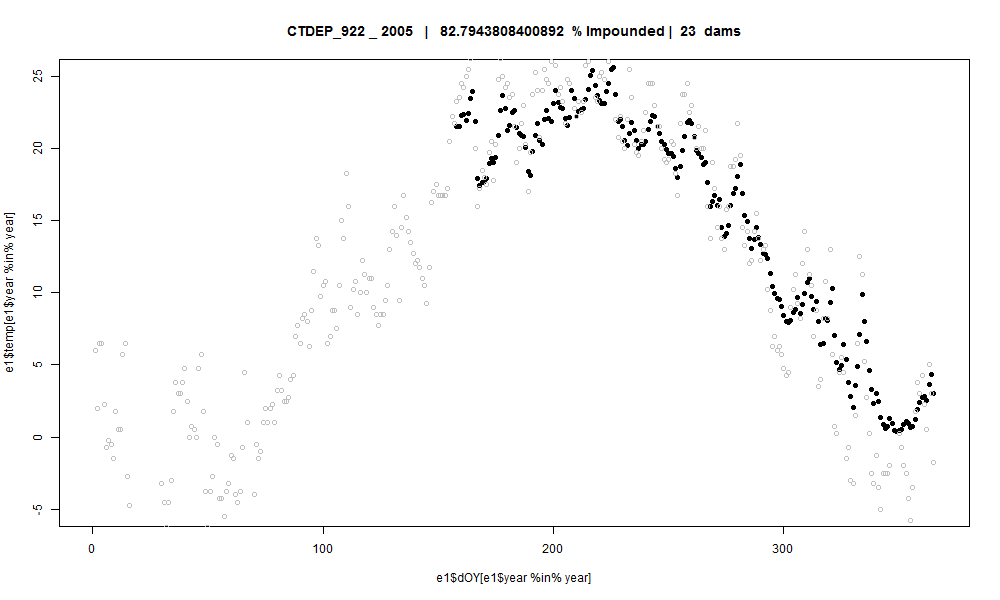 CTDEP_922 _ 2005 | 82.7943808400892 % Impounded | 23 dams
e1$temp[e1$year %in% year]
25
20
15
10
5
0
-5
0 100 200 300
e1$dOY[e1$year %in% year]